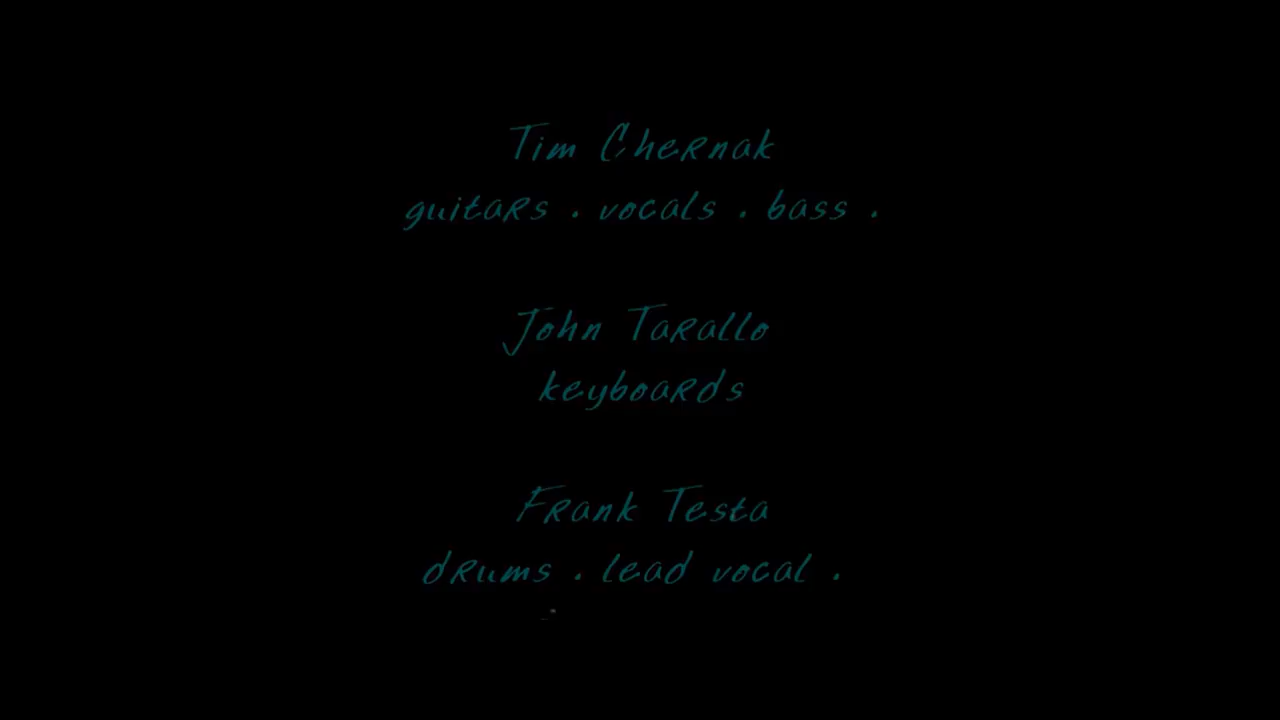 Tim Chernak
guitars . vocals . bass .
John Tarallo
keyboards
Frank Testa
drums . lead vocal .